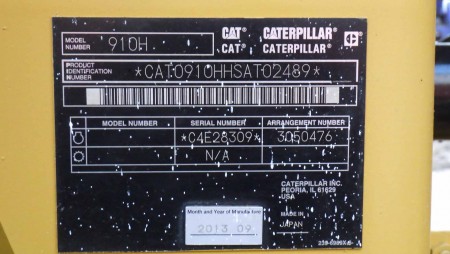 MODEL NUMBER 910H
CAT® CATERPILLAR®
CAT® CATERPILLAR®
PRODUCT IDENTIFICATION NUMBER *CAT0910HHSAT02489*
MODEL NUMBER SERIAL NUMBER ARRANGEMENT NUMBER
*C4E28309* 3050476
N/A
CATERPILLAR INC.
PEORIA, IL 61629
USA
Month and Year of Manufacture
2013 09
MADE IN
JAPAN